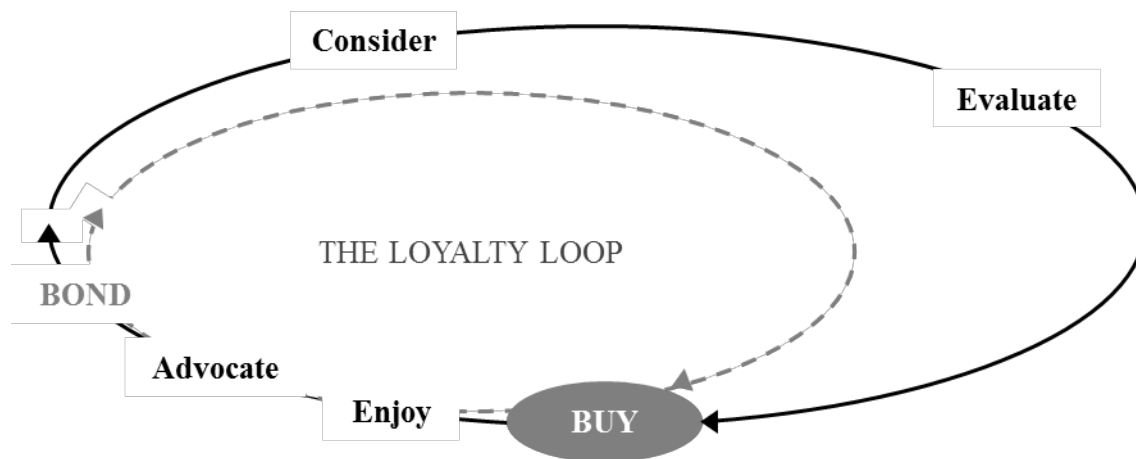 Consider
Evaluate
THE LOYALTY LOOP
BOND
Advocate
Enjoy
BUY